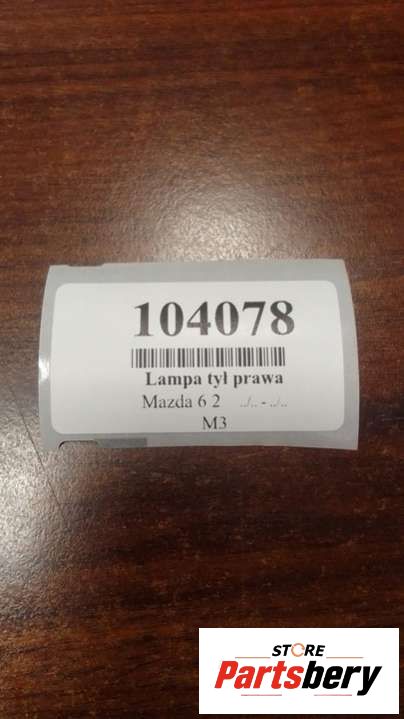 104078
Lampa tył prawa
Mazda 6 2 ../.. - ../..
M3
STORE
Partsbery